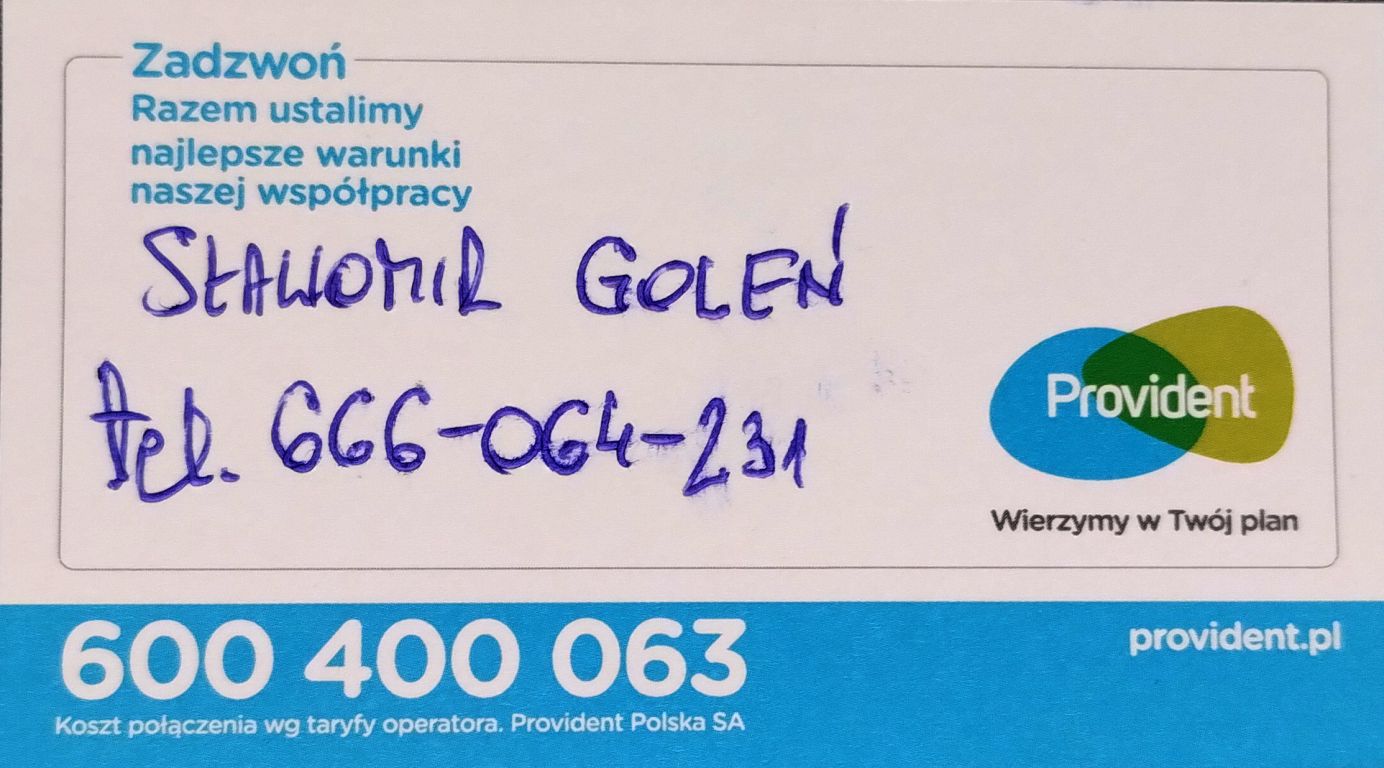 Zadzwoń
Razem ustalimy
najlepsze warunki
naszej współpracy
SŁAWOMIR GOLEŃ
tel. 666-064-231
Provident
Wierzymy w Twój plan
600 400 063
provident.pl
Koszt połączenia wg taryfy operatora. Provident Polska SA